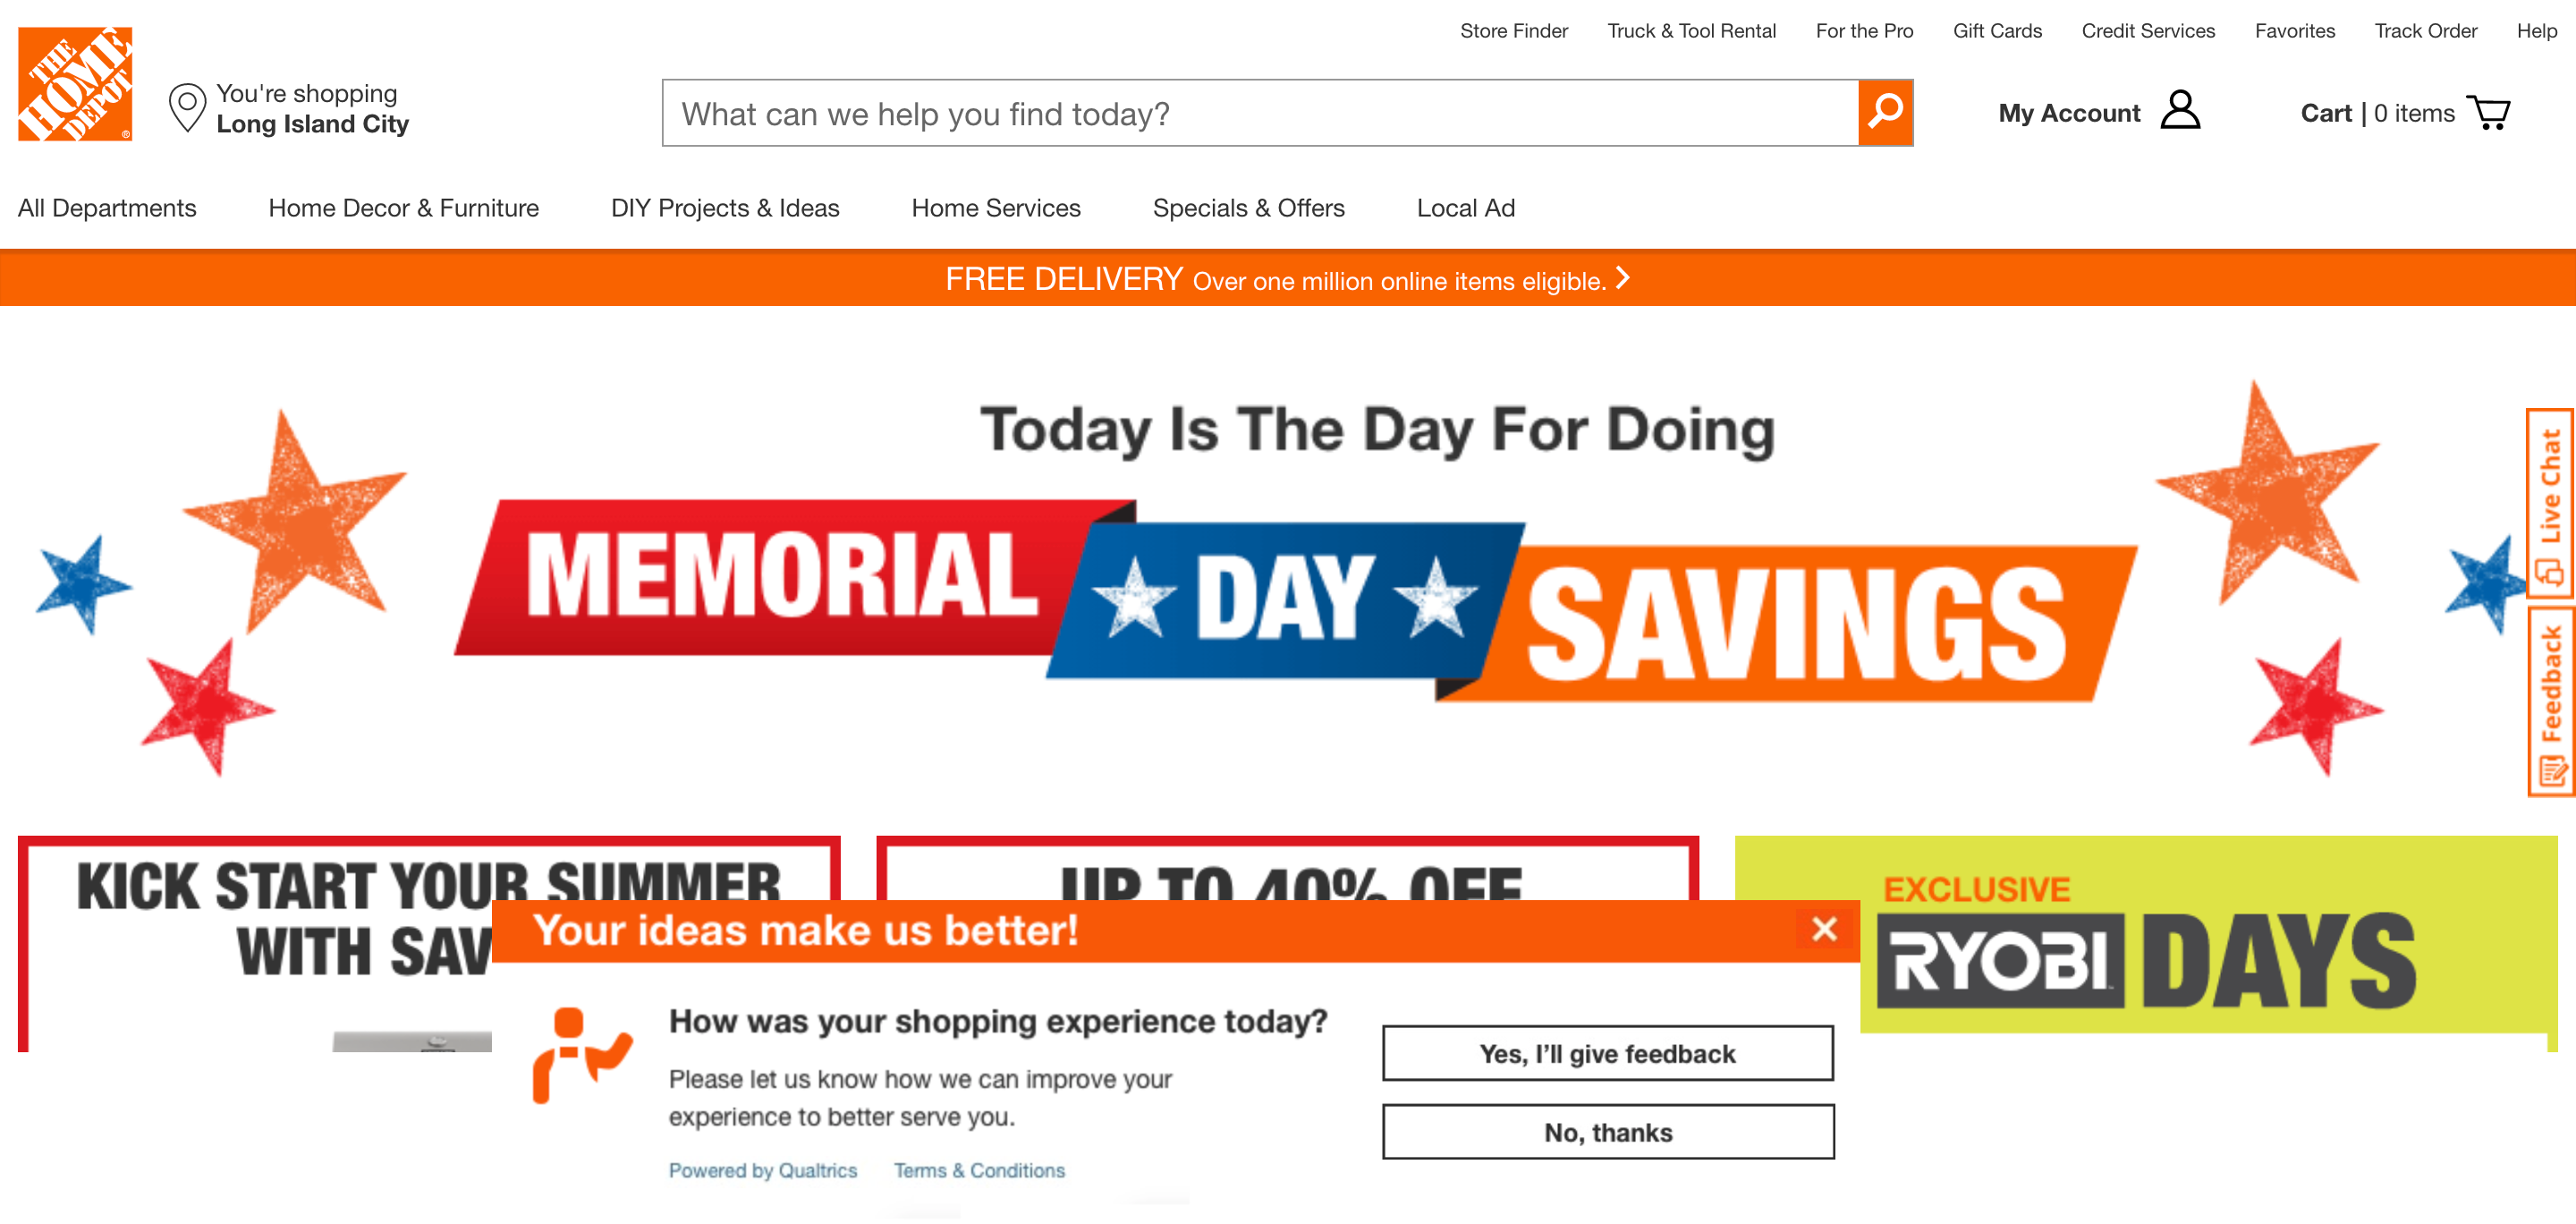 Store Finder Truck & Tool Rental For the Pro Gift Cards Credit Services Favorites Track Order Help
THE
HOME
DEPOT
®
You're shopping
Long Island City
What can we help you find today?
My Account
Cart | 0 items
All Departments Home Decor & Furniture DIY Projects & Ideas Home Services Specials & Offers Local Ad
FREE DELIVERY Over one million online items eligible.
Today Is The Day For Doing
MEMORIAL DAY SAVINGS
Live Chat
Feedback
KICK START YOUR SUMMER
WITH SAV
UP TO 40% OFF
EXCLUSIVE
RYOBI DAYS
Your ideas make us better!
How was your shopping experience today?
Please let us know how we can improve your
experience to better serve you.
Powered by Qualtrics Terms & Conditions
Yes, I’ll give feedback
No, thanks